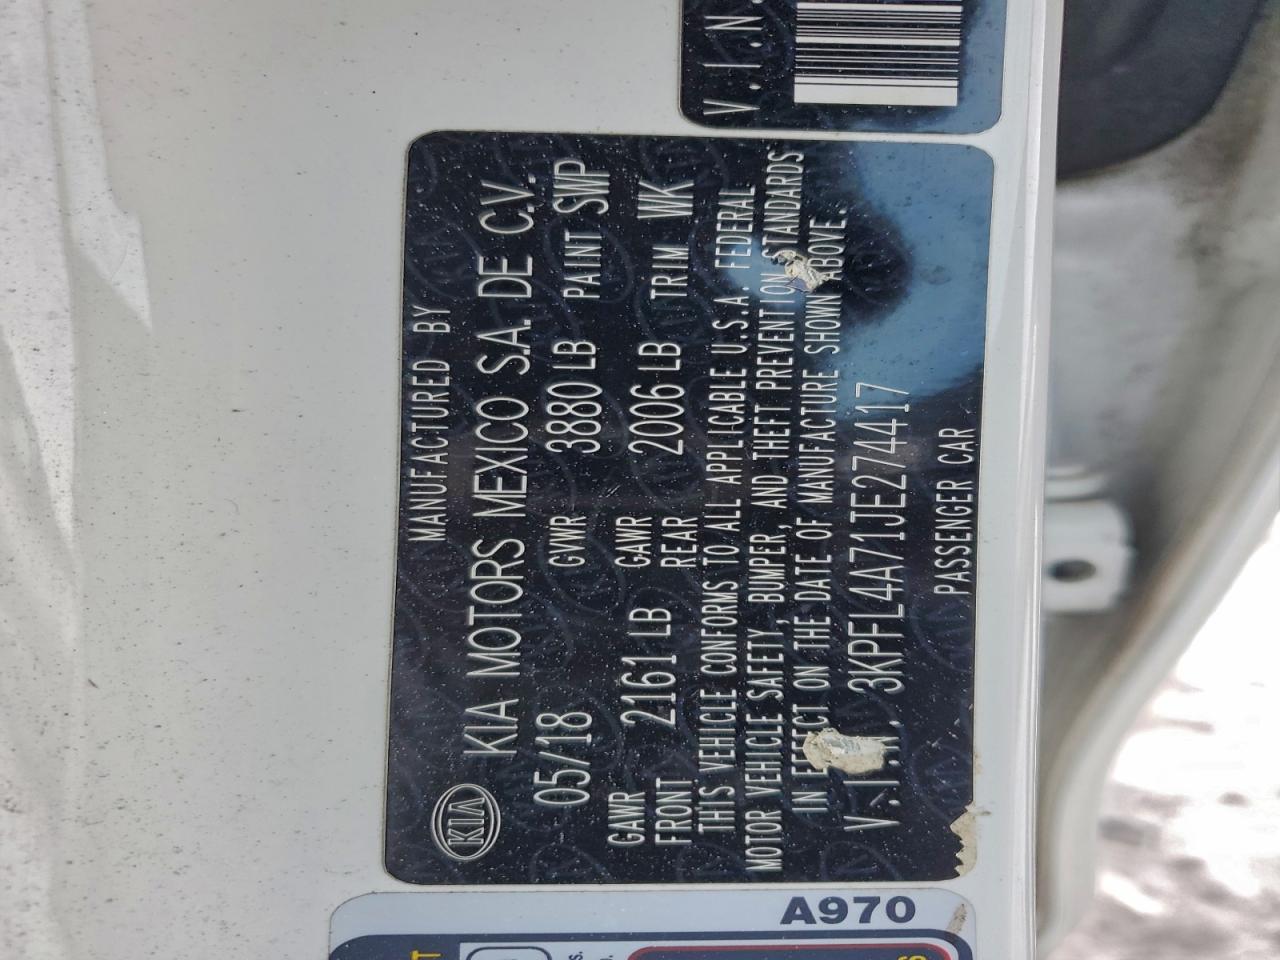 V.I.N.
MANUFACTURED BY
KIA KIA MOTORS MEXICO S.A. DE C.V.
05/18 GVWR 3880 LB PAINT SWP
GAWR FRONT 2161 LB GAWR REAR 2006 LB TRIM WK
THIS VEHICLE CONFORMS TO ALL APPLICABLE U.S.A. FEDERAL
MOTOR VEHICLE SAFETY, BUMPER, AND THEFT PREVENTION STANDARDS
IN EFFECT ON THE DATE OF MANUFACTURE SHOWN ABOVE.
V.I.N. 3KPFL4A71JE274417
PASSENGER CAR
A970